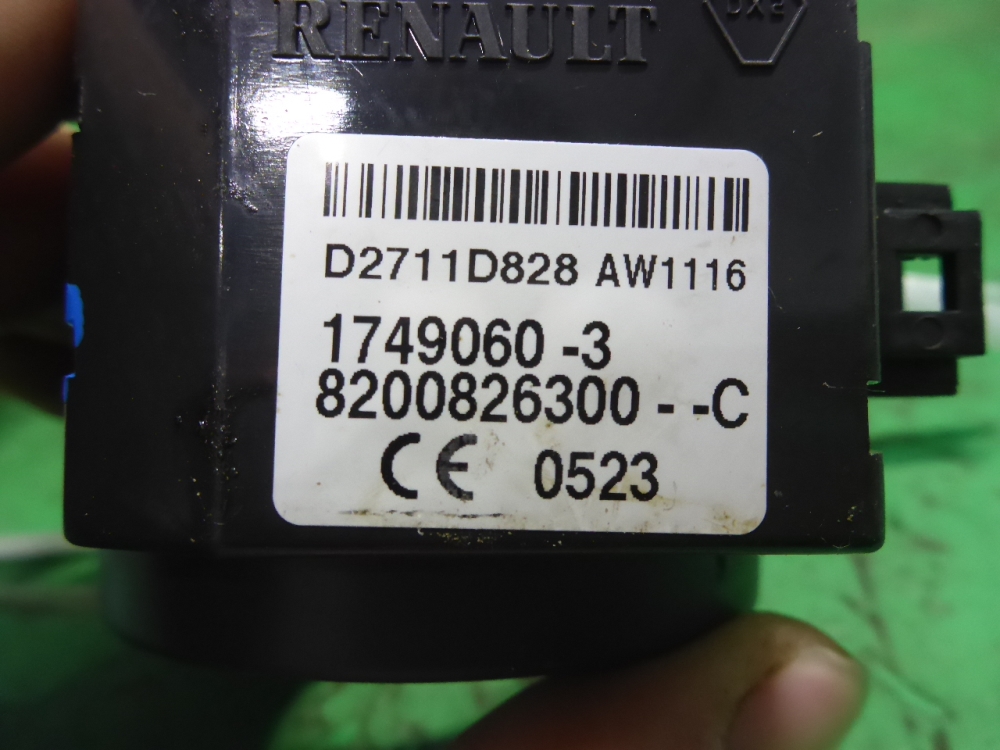 RENAULT
D2711D828 AW1116
1749060 -3
8200826300 - -C
CE 0523